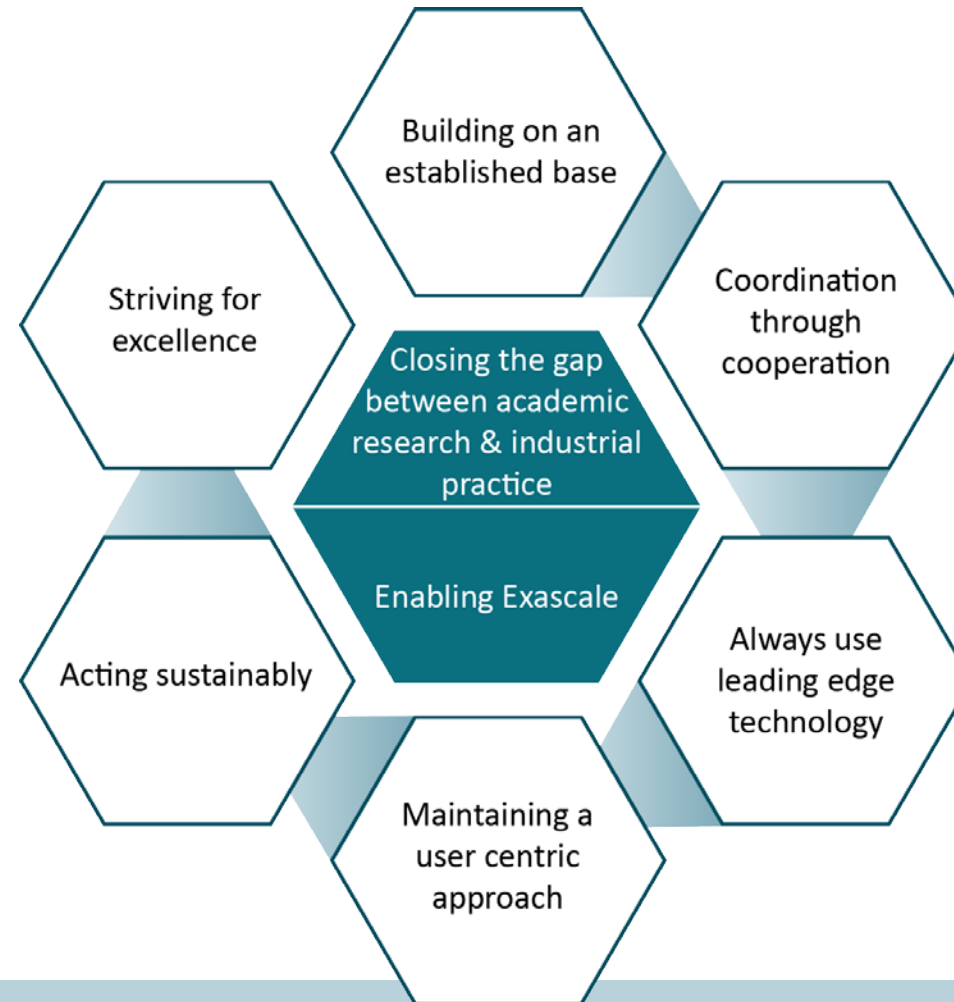 Building on an
established base
Coordination
through
cooperation
Always use
leading edge
technology
Maintaining a
user centric
approach
Acting sustainably
Striving for
excellence
Closing the gap
between academic
research & industrial
practice
Enabling Exascale